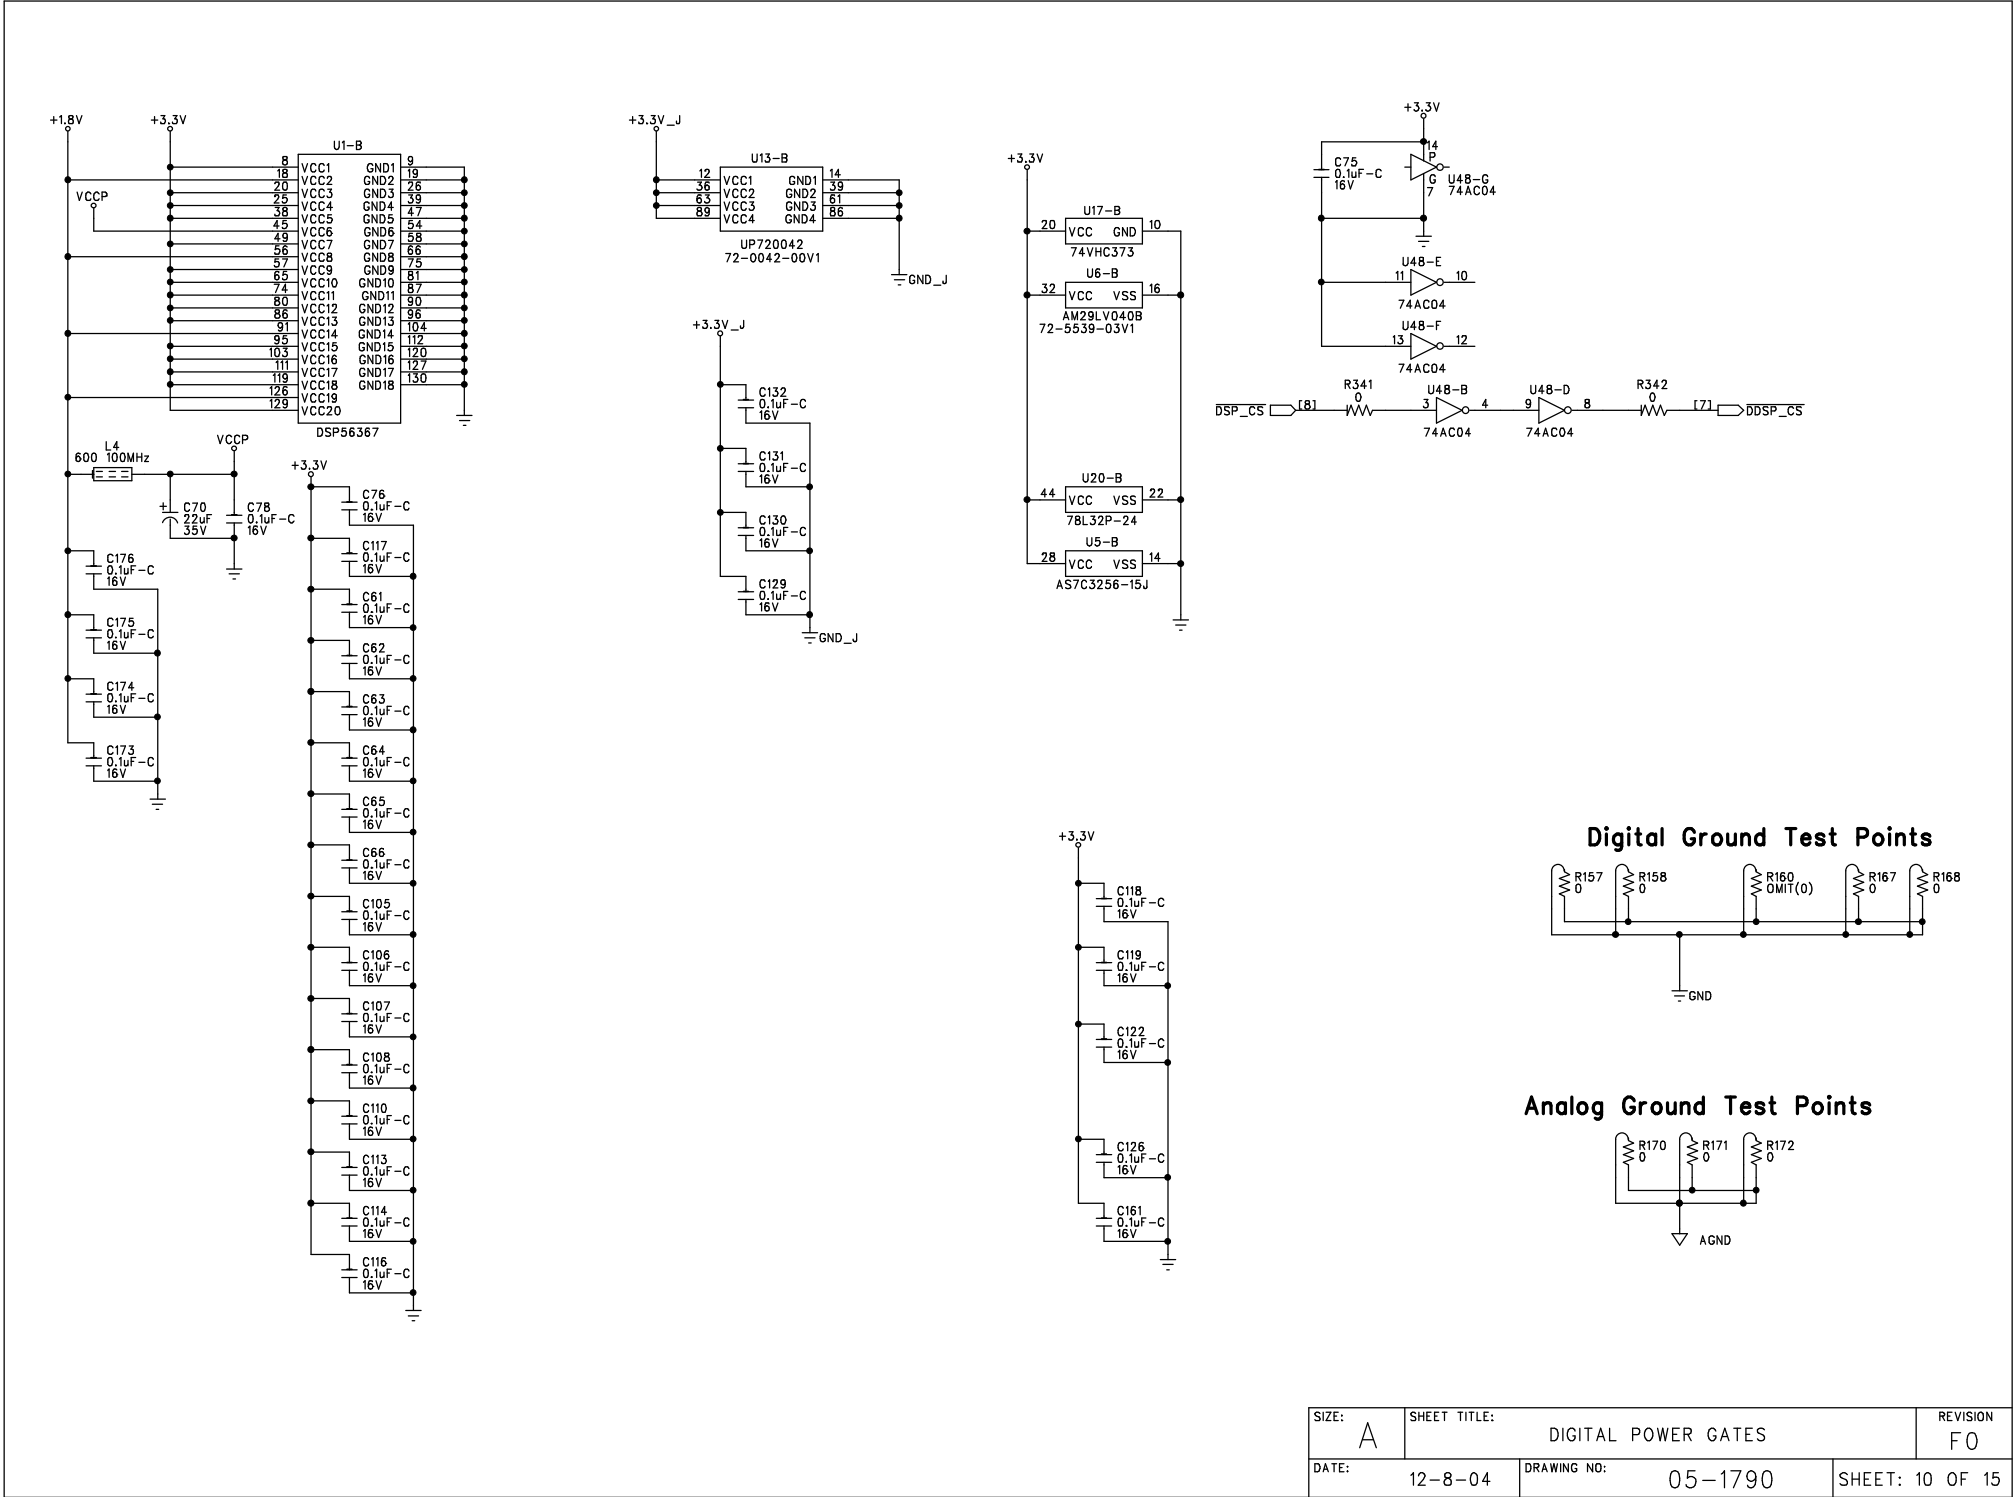 +1.8V
+3.3V
VCCP
U1-B
8 VCC1 GND1 9
18 VCC2 GND2 19
20 VCC3 GND3 26
25 VCC4 GND4 39
38 VCC5 GND5 47
45 VCC6 GND6 54
49 VCC7 GND7 58
56 VCC8 GND8 66
57 VCC9 GND9 75
65 VCC10 GND10 81
74 VCC11 GND11 87
80 VCC12 GND12 90
86 VCC13 GND13 96
91 VCC14 GND14 104
95 VCC15 GND15 112
103 VCC16 GND16 120
111 VCC17 GND17 127
119 VCC18 GND18 130
126 VCC19
129 VCC20
DSP56367
L4
600 100MHz
VCCP
C70
22uF
35V
+
C78
0.1uF-C
16V
C176
0.1uF-C
16V
C175
0.1uF-C
16V
C174
0.1uF-C
16V
C173
0.1uF-C
16V
+3.3V
C76
0.1uF-C
16V
C117
0.1uF-C
16V
C61
0.1uF-C
16V
C62
0.1uF-C
16V
C63
0.1uF-C
16V
C64
0.1uF-C
16V
C65
0.1uF-C
16V
C66
0.1uF-C
16V
C105
0.1uF-C
16V
C106
0.1uF-C
16V
C107
0.1uF-C
16V
C108
0.1uF-C
16V
C110
0.1uF-C
16V
C113
0.1uF-C
16V
C114
0.1uF-C
16V
C116
0.1uF-C
16V
+3.3V_J
U13-B
12 VCC1 GND1 14
36 VCC2 GND2 39
63 VCC3 GND3 61
89 VCC4 GND4 86
UP720042
72-0042-00V1
GND_J
+3.3V_J
C132
0.1uF-C
16V
C131
0.1uF-C
16V
C130
0.1uF-C
16V
C129
0.1uF-C
16V
GND_J
+3.3V
U17-B
20 VCC GND 10
74VHC373
U6-B
32 VCC VSS 16
AM29LV040B
72-5539-03V1
U20-B
44 VCC VSS 22
78L32P-24
U5-B
28 VCC VSS 14
AS7C3256-15J
+3.3V
C118
0.1uF-C
16V
C119
0.1uF-C
16V
C122
0.1uF-C
16V
C126
0.1uF-C
16V
C161
0.1uF-C
16V
+3.3V
14
P
G
7
C75
0.1uF-C
16V
U48-G
74AC04
U48-E
11 10
74AC04
U48-F
13 12
74AC04
DSP_CS [8]
R341
0
U48-B
3 4
74AC04
U48-D
9 8
74AC04
R342
0
[7] DDSP_CS
Digital Ground Test Points
R157
0
R158
0
R160
OMIT(0)
R167
0
R168
0
GND
Analog Ground Test Points
R170
0
R171
0
R172
0
AGND
SIZE: A
SHEET TITLE: DIGITAL POWER GATES
REVISION
F0
DATE: 12-8-04
DRAWING NO: 05-1790
SHEET: 10 OF 15